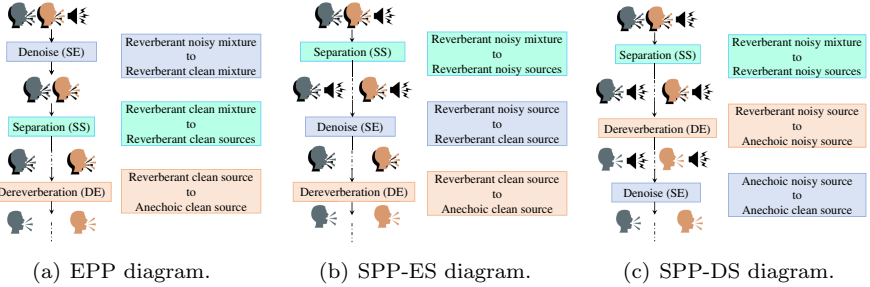 Denoise (SE)
Reverberant noisy mixture
to
Reverberant clean mixture
Separation (SS)
Reverberant clean mixture
to
Reverberant clean sources
Dereverberation (DE)
Reverberant clean source
to
Anechoic clean source
(a) EPP diagram.
Separation (SS)
Reverberant noisy mixture
to
Reverberant noisy sources
Denoise (SE)
Reverberant noisy source
to
Reverberant clean source
Dereverberation (DE)
Reverberant clean source
to
Anechoic clean source
(b) SPP-ES diagram.
Separation (SS)
Reverberant noisy mixture
to
Reverberant noisy sources
Dereverberation (DE)
Reverberant noisy source
to
Anechoic noisy source
Denoise (SE)
Anechoic noisy source
to
Anechoic clean source
(c) SPP-DS diagram.